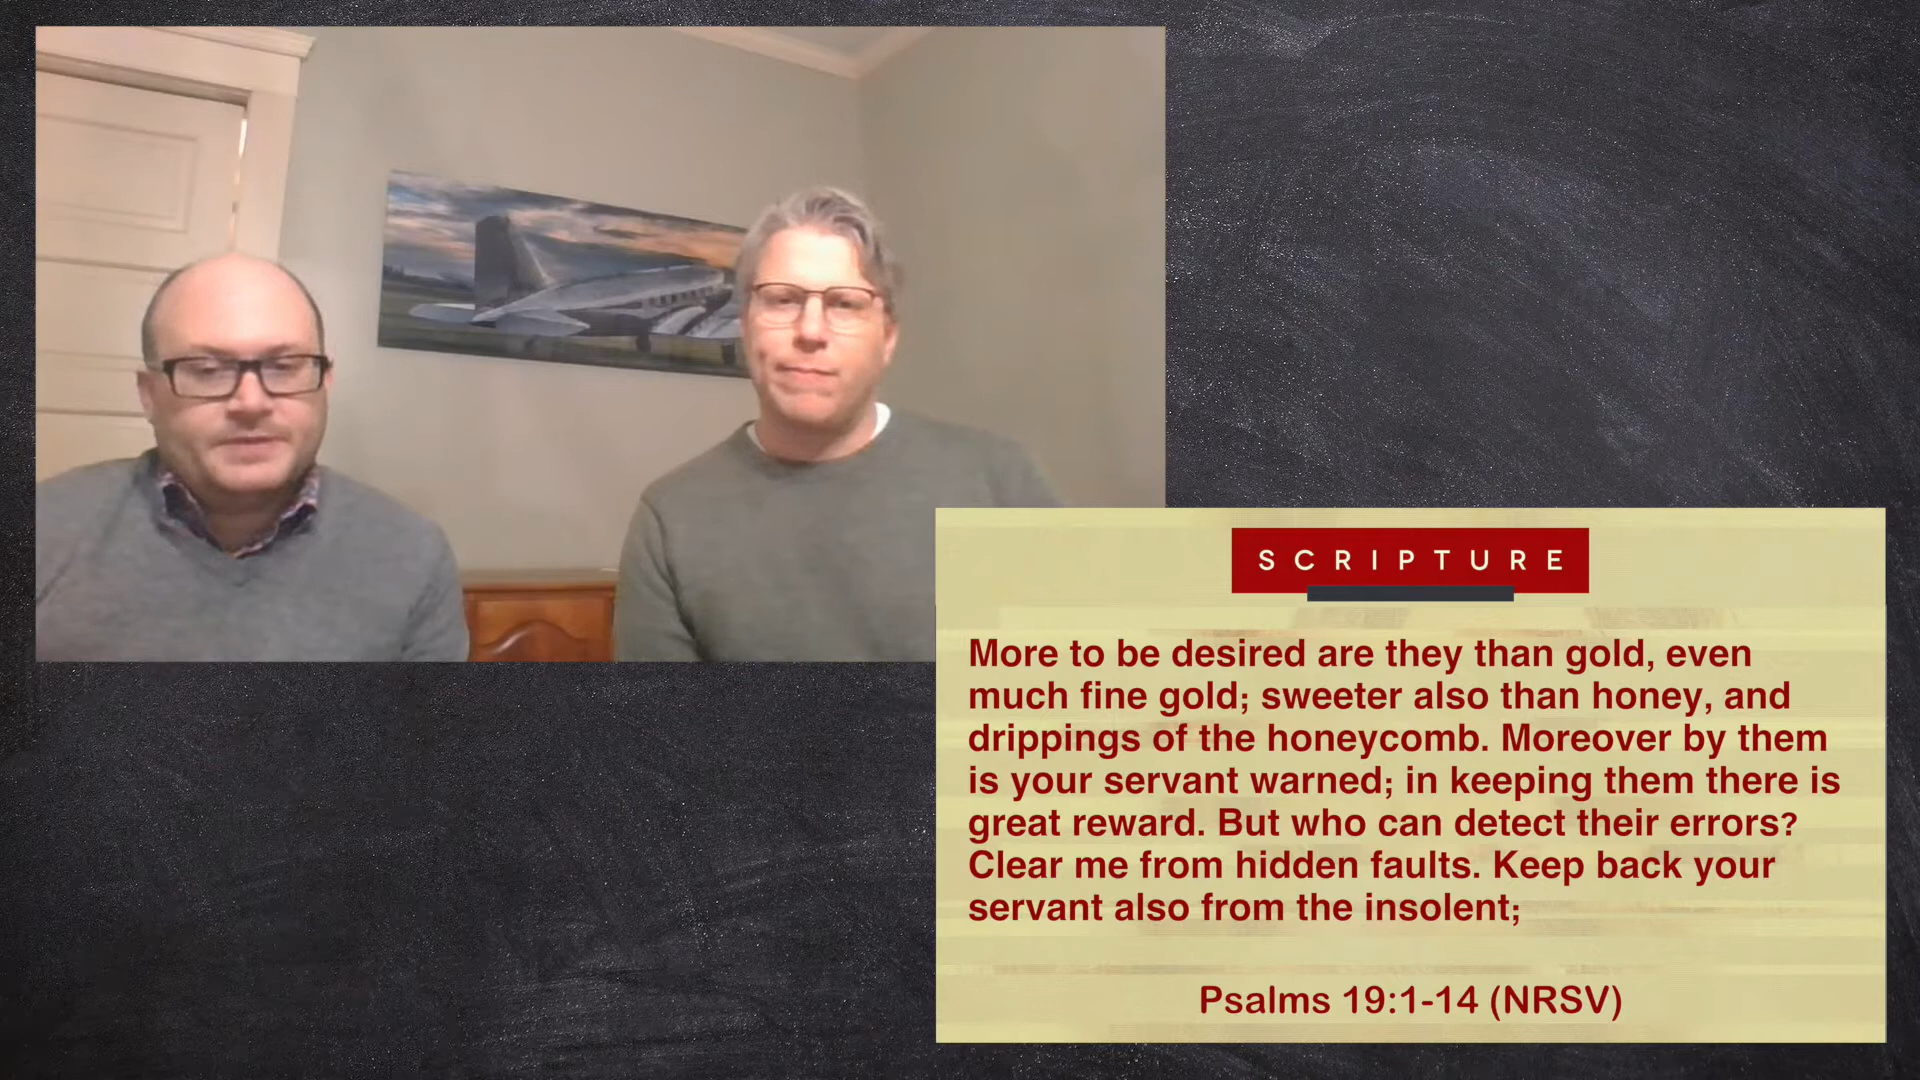 SCRIPTURE
More to be desired are they than gold, even
much fine gold; sweeter also than honey, and
drippings of the honeycomb. Moreover by them
is your servant warned; in keeping them there is
great reward. But who can detect their errors?
Clear me from hidden faults. Keep back your
servant also from the insolent;
Psalms 19:1-14 (NRSV)